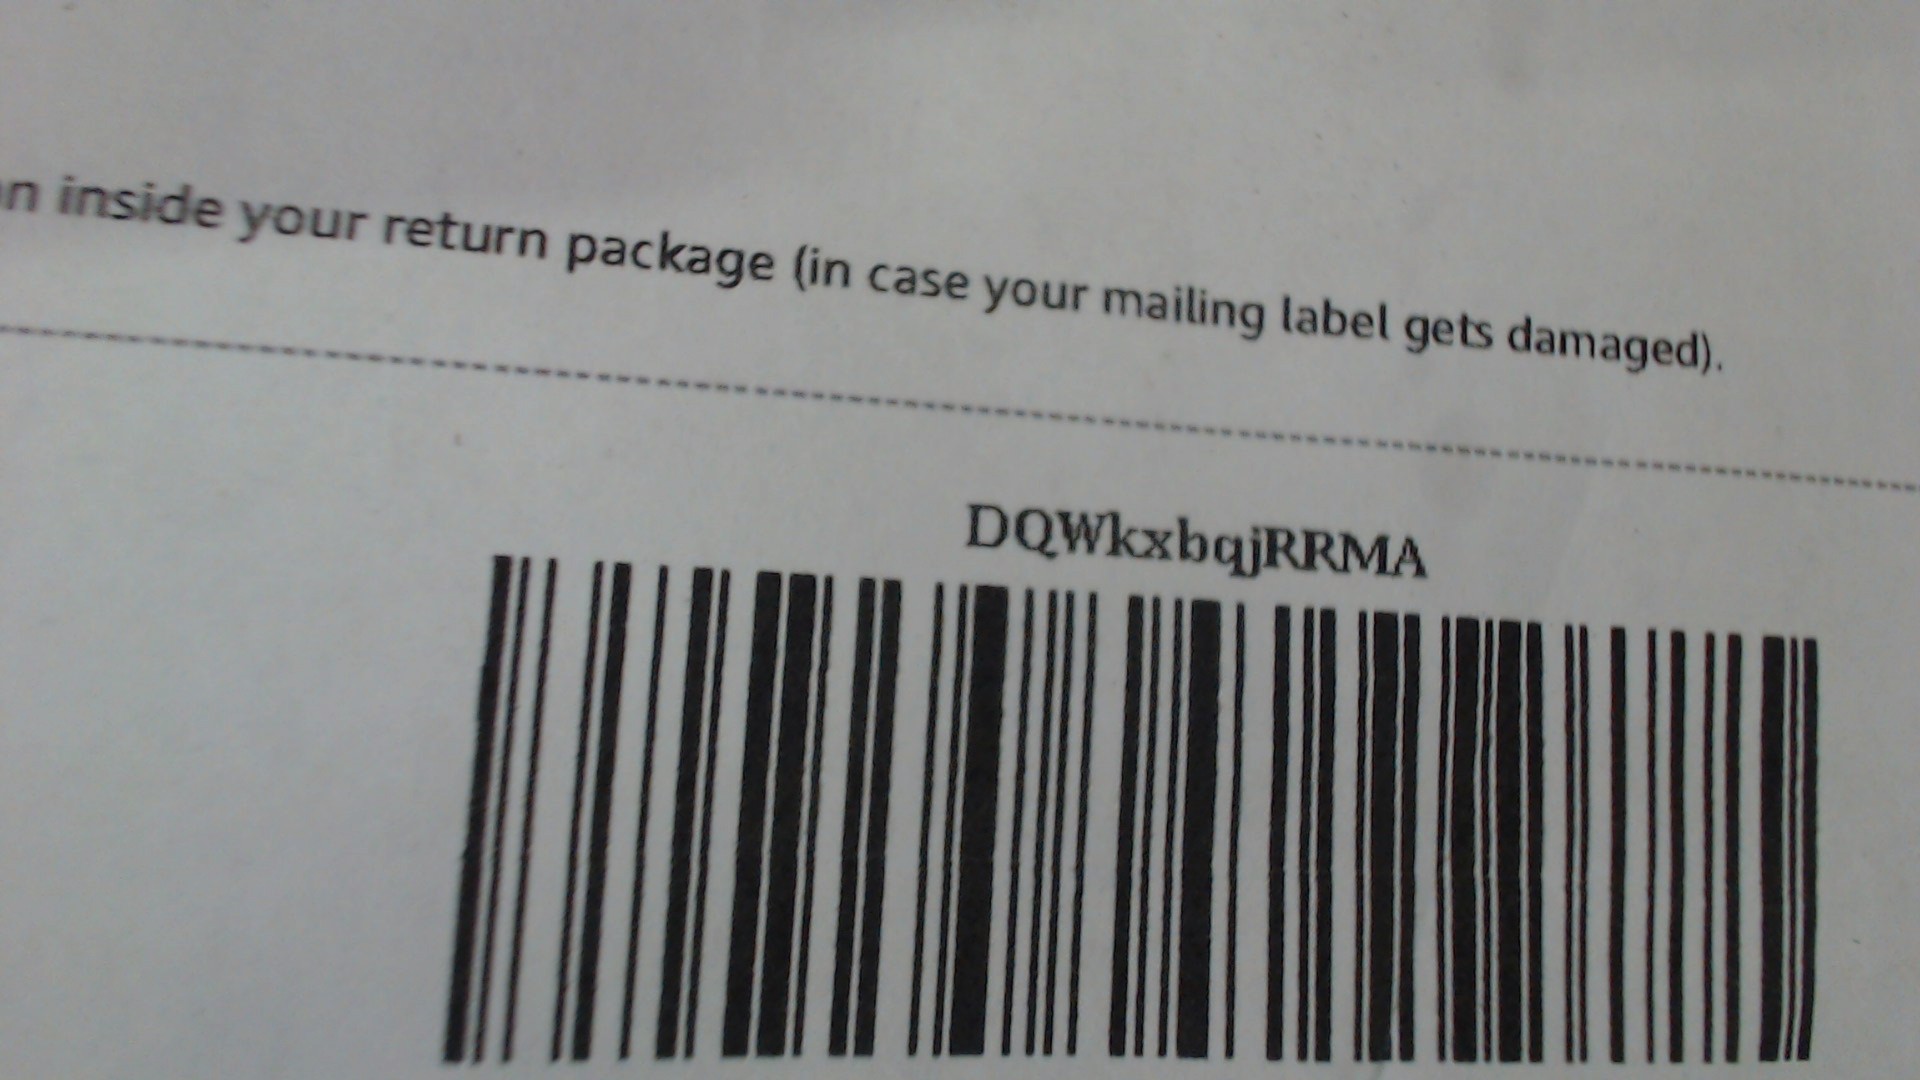 inside your return package (in case your mailing label gets damaged).
DQWkxbqjRRMA